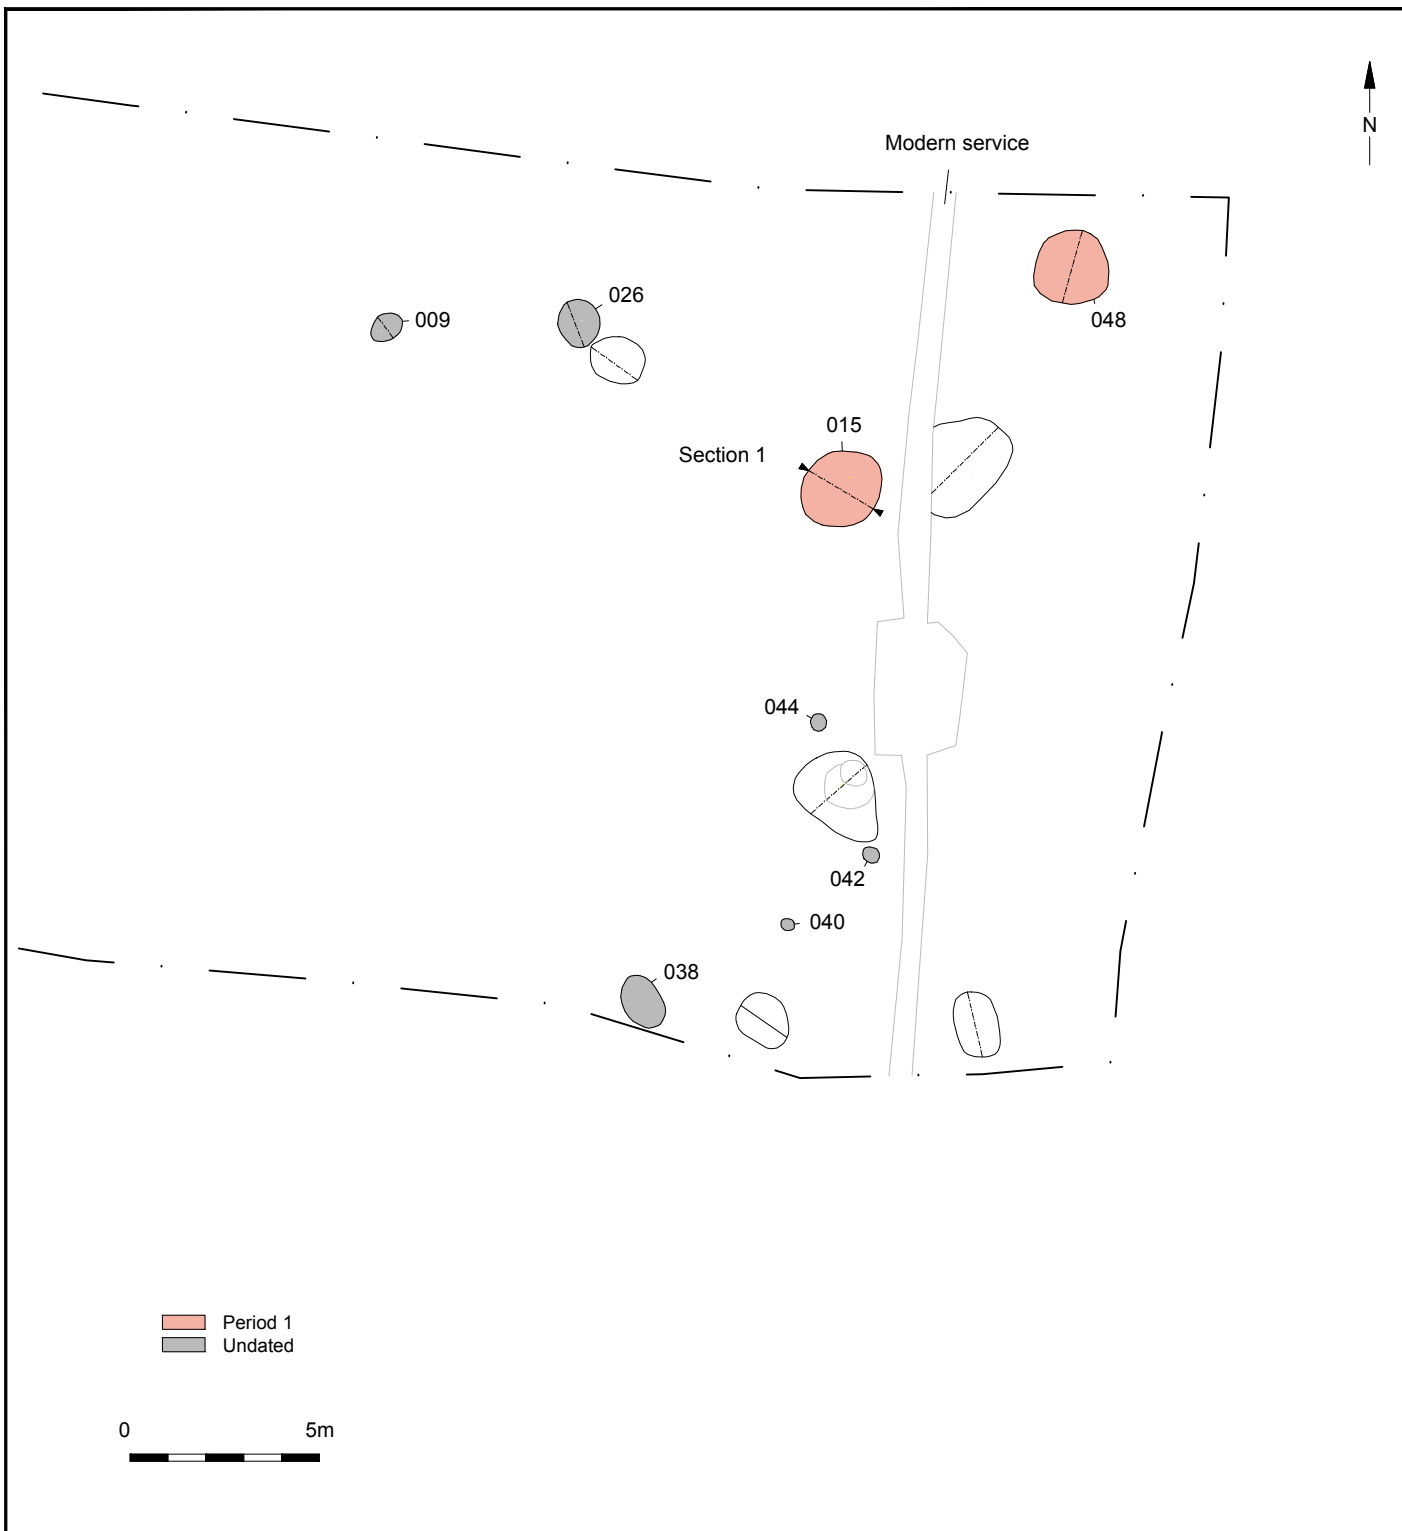 Modern service
N
026
009
048
015
Section 1
044
042
040
038
Period 1
Undated
0 5m